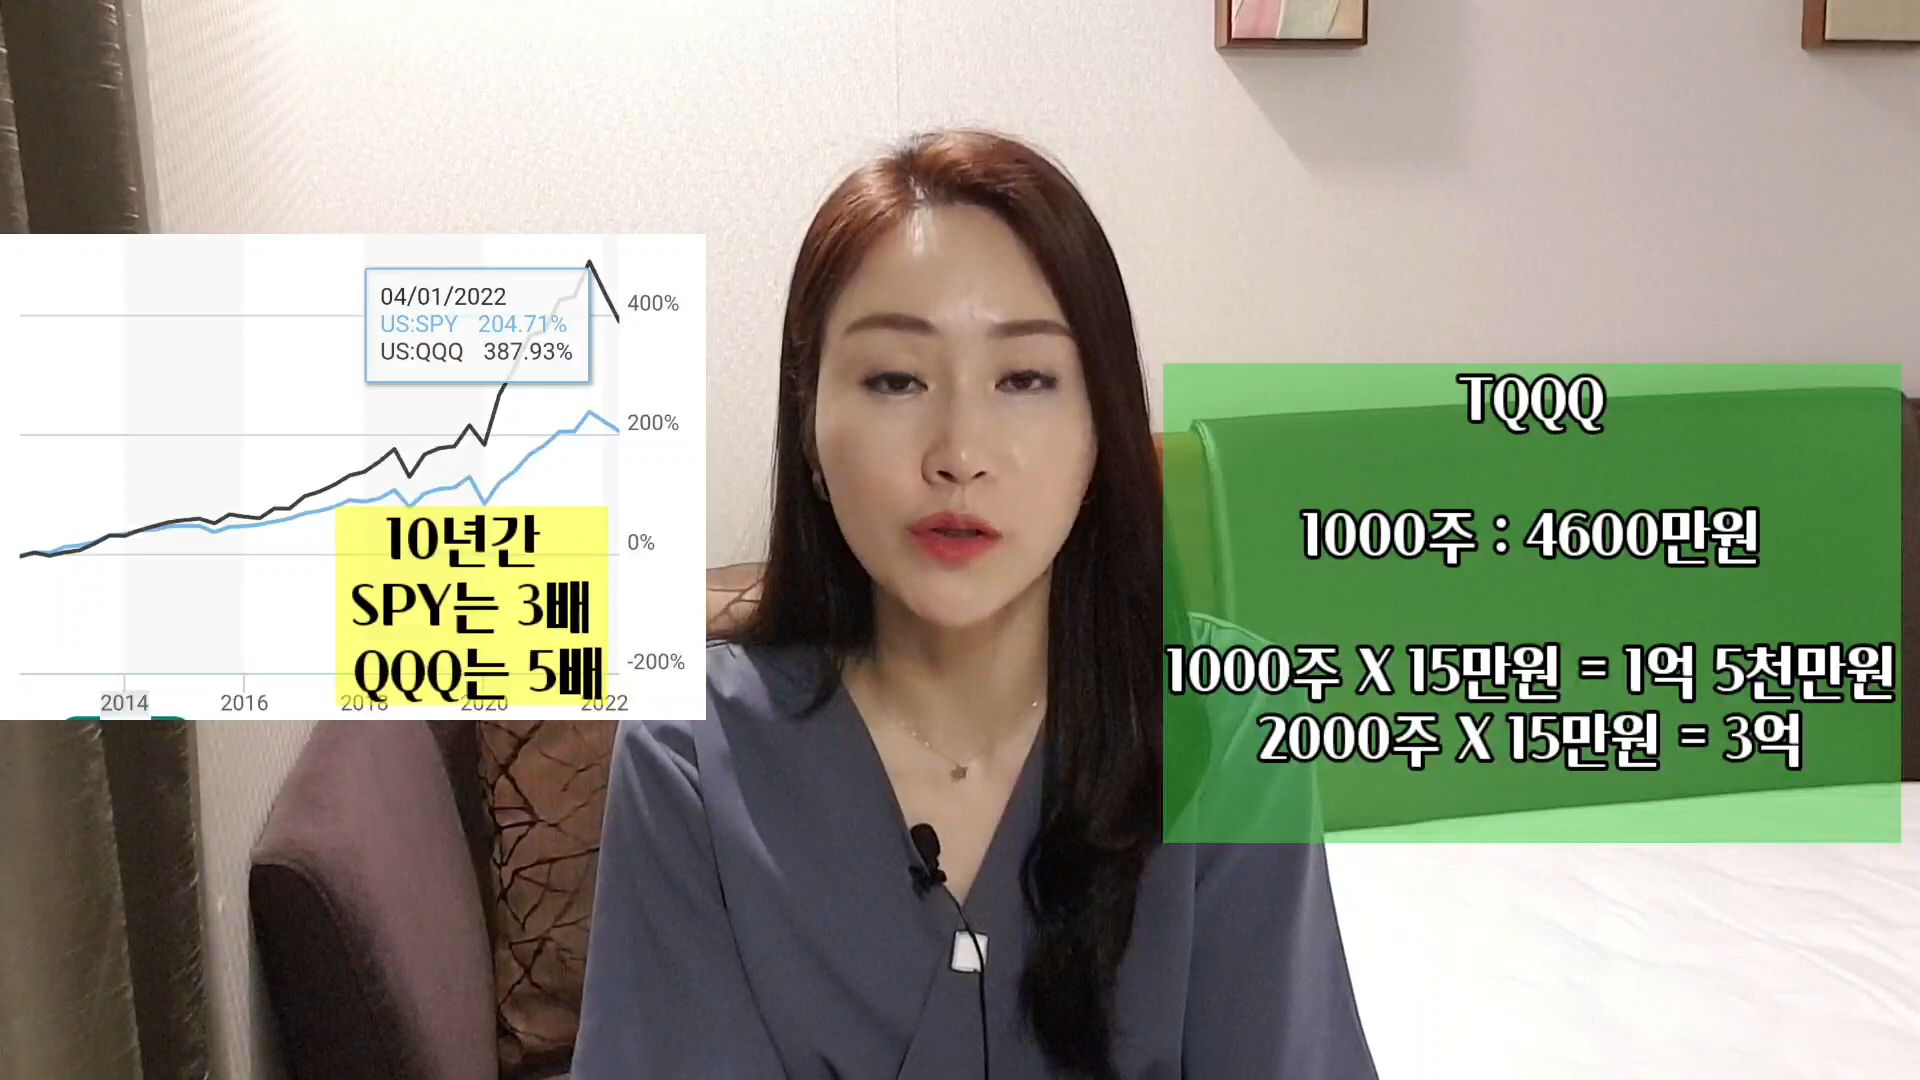 04/01/2022
US:SPY 204.71%
US:QQQ 387.93%
400%
200%
0%
-200%
2014
2016
2018
2020
2022
10년간
SPY는 3배
QQQ는 5배
TQQQ
1000주 : 4600만원
1000주 X 15만원 = 1억 5천만원
2000주 X 15만원 = 3억